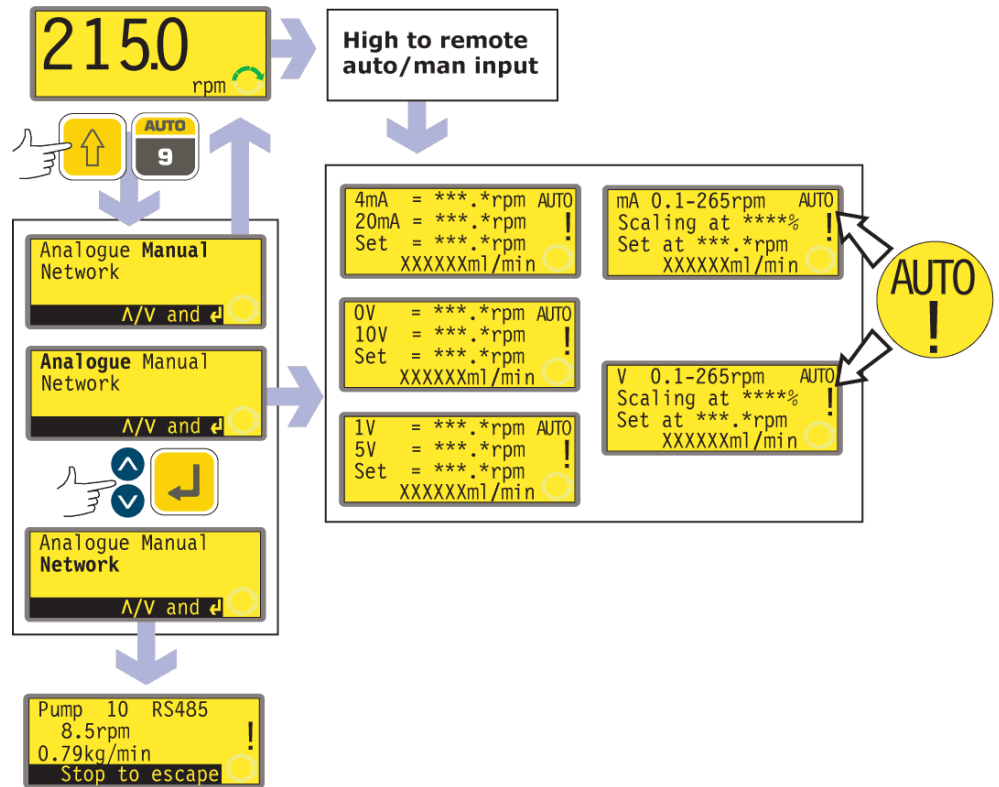 215.0
rpm
High to remote
auto/man input
AUTO
9
Analogue Manual
Network
Λ/V and ↲
Analogue Manual
Network
Λ/V and ↲
Analogue Manual
Network
Λ/V and ↲
Pump 10 RS485
8.5rpm !
0.79kg/min
Stop to escape
4mA = ***.*rpm AUTO
20mA = ***.*rpm !
Set = ***.*rpm
XXXXXXml/min
0V = ***.*rpm AUTO
10V = ***.*rpm !
Set = ***.*rpm
XXXXXXml/min
1V = ***.*rpm AUTO
5V = ***.*rpm !
Set = ***.*rpm
XXXXXXml/min
mA 0.1-265rpm AUTO
Scaling at ****% !
Set at ***.*rpm
XXXXXXml/min
V 0.1-265rpm AUTO
Scaling at ****% !
Set at ***.*rpm
XXXXXXml/min
AUTO
!